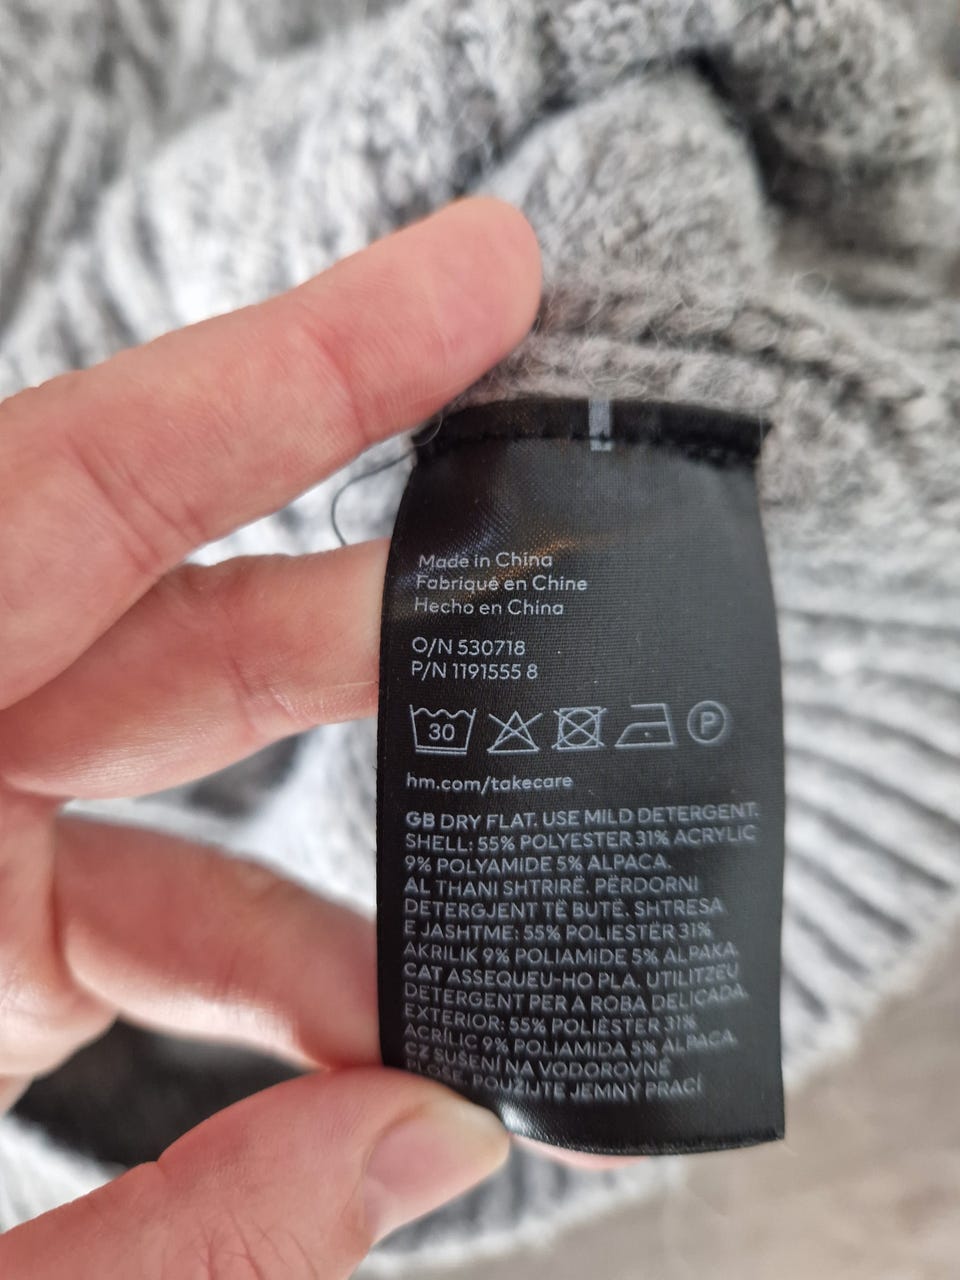 Made in China
Fabriqué en Chine
Hecho en China
O/N 530718
P/N 1191555 8
30
P
hm.com/takecare
GB DRY FLAT. USE MILD DETERGENT.
SHELL: 55% POLYESTER 31% ACRYLIC
9% POLYAMIDE 5% ALPACA.
AL THANI SHTRIRË. PËRDORNI
DETERGJENT TË BUTË. SHTRESA
E JASHTME: 55% POLIESTËR 31%
AKRILIK 9% POLIAMIDE 5% ALPAKA.
CAT ASSEQUEU-HO PLA. UTILITZEU
DETERGENT PER A ROBA DELICADA.
EXTERIOR: 55% POLIÈSTER 31%
ACRÍLIC 9% POLIAMIDA 5% ALPACA.
CZ SUŠENÍ NA VODOROVNÉ
PLOŠE. POUŽIJTE JEMNÝ PRACÍ